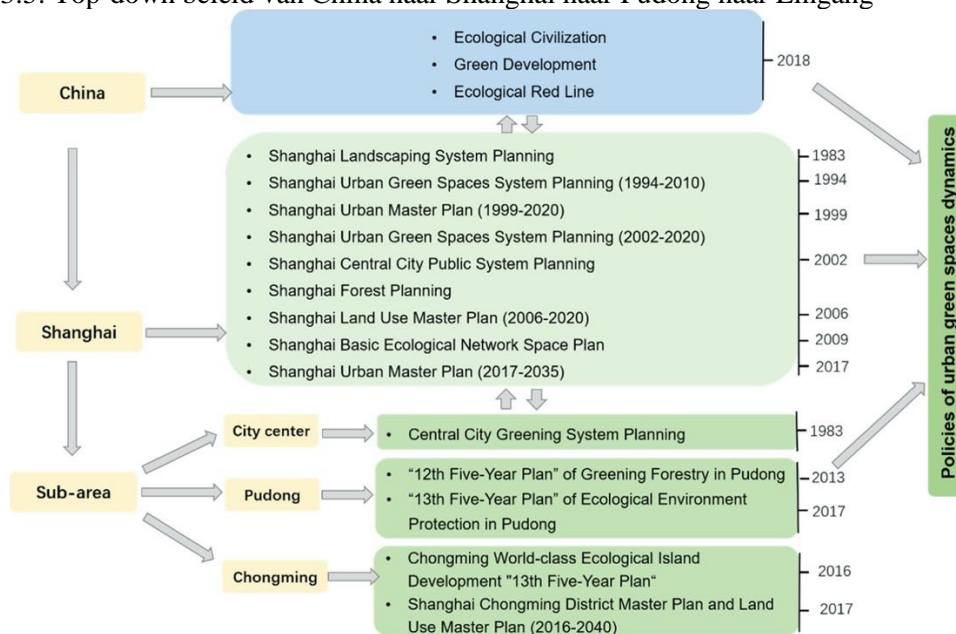 Top-down beleid van China naar Shanghai naar Pudong naar Lingang
China
• Ecological Civilization
• Green Development
• Ecological Red Line
2018
Shanghai
• Shanghai Landscaping System Planning
• Shanghai Urban Green Spaces System Planning (1994-2010)
• Shanghai Urban Master Plan (1999-2020)
• Shanghai Urban Green Spaces System Planning (2002-2020)
• Shanghai Central City Public System Planning
• Shanghai Forest Planning
• Shanghai Land Use Master Plan (2006-2020)
• Shanghai Basic Ecological Network Space Plan
• Shanghai Urban Master Plan (2017-2035)
1983
1994
1999
2002
2006
2009
2017
Sub-area
City center
• Central City Greening System Planning
1983
Pudong
• “12th Five-Year Plan” of Greening Forestry in Pudong
• “13th Five-Year Plan” of Ecological Environment
Protection in Pudong
2013
2017
Chongming
• Chongming World-class Ecological Island
Development "13th Five-Year Plan“
• Shanghai Chongming District Master Plan and Land
Use Master Plan (2016-2040)
2016
2017
Policies of urban green spaces dynamics